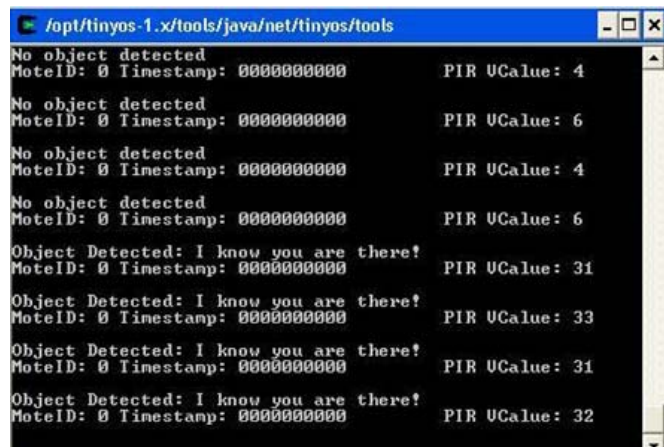 /opt/tinyos-1.x/tools/java/net/tinyos/tools
No object detected
MoteID: 0 Timestamp: 0000000000 PIR VCalue: 4
No object detected
MoteID: 0 Timestamp: 0000000000 PIR VCalue: 6
No object detected
MoteID: 0 Timestamp: 0000000000 PIR VCalue: 4
No object detected
MoteID: 0 Timestamp: 0000000000 PIR VCalue: 6
Object Detected: I know you are there!
MoteID: 0 Timestamp: 0000000000 PIR VCalue: 31
Object Detected: I know you are there!
MoteID: 0 Timestamp: 0000000000 PIR VCalue: 33
Object Detected: I know you are there!
MoteID: 0 Timestamp: 0000000000 PIR VCalue: 31
Object Detected: I know you are there!
MoteID: 0 Timestamp: 0000000000 PIR VCalue: 32